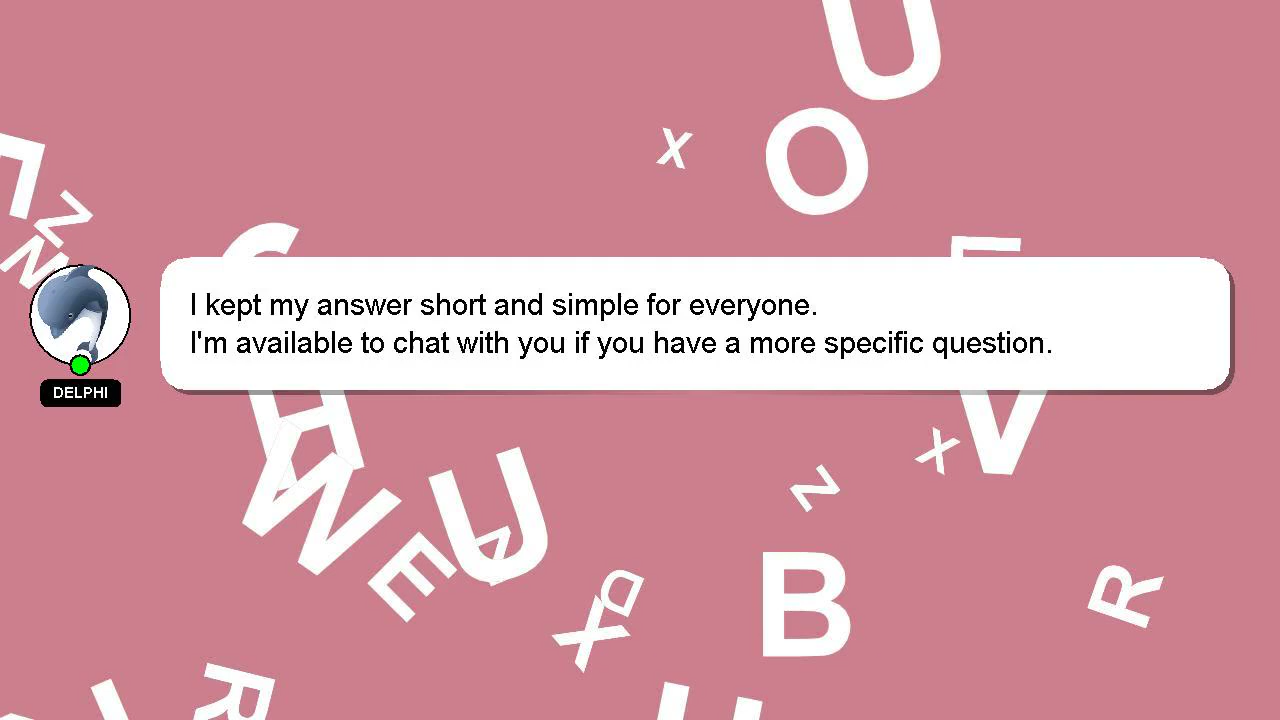 U
O
X
Z
N
I kept my answer short and simple for everyone.
I'm available to chat with you if you have a more specific question.
DELPHI
V
X
W
U
Z
E
D
X
B
R
R